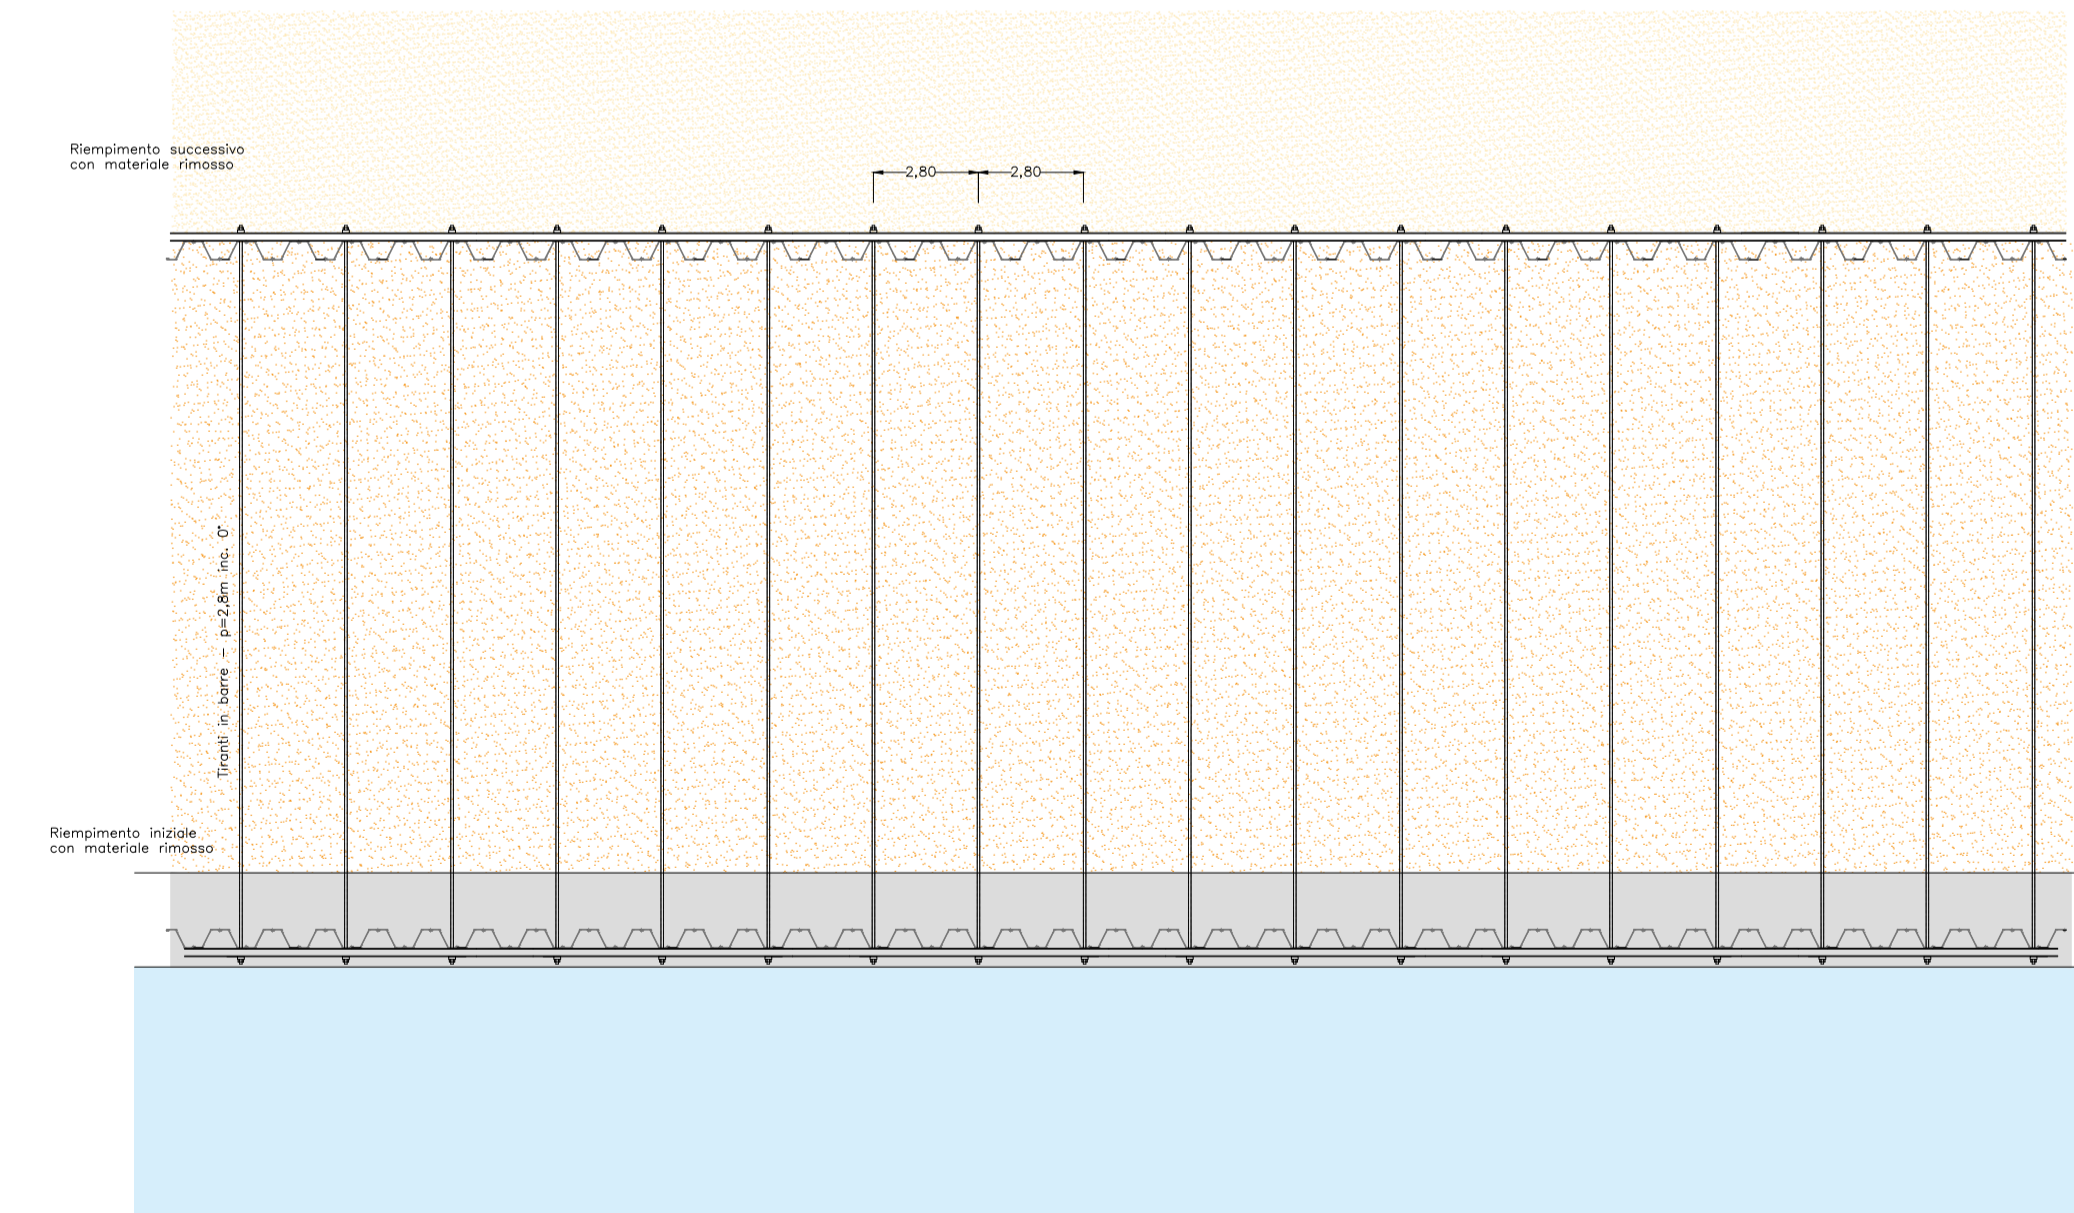 Riempimento successivo
con materiale rimosso
2,80
2,80
Tiranti in barre - p=2,8m inc. 0°
Riempimento iniziale
con materiale rimosso